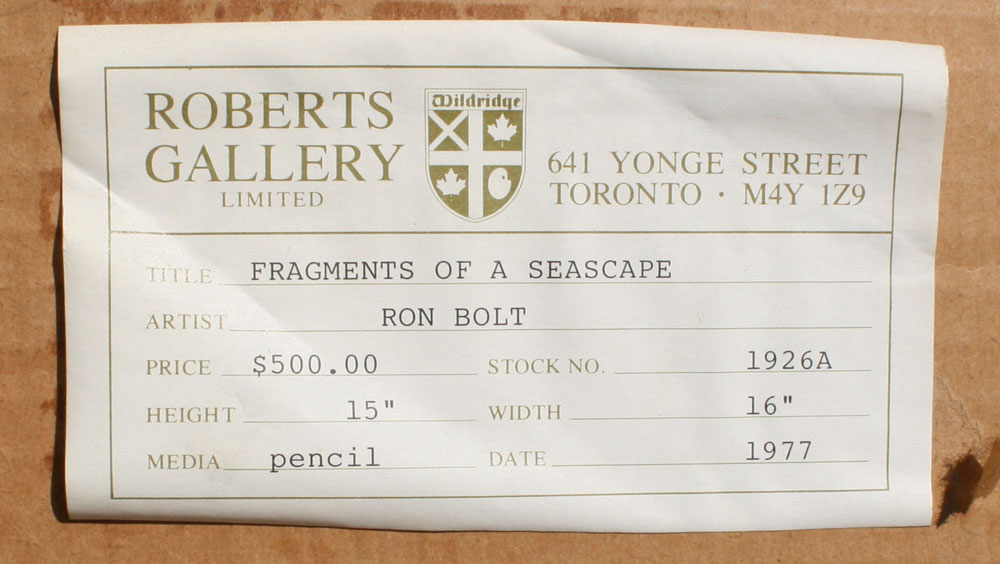 ROBERTS
GALLERY
LIMITED
Wildridge
641 YONGE STREET
TORONTO · M4Y 1Z9
TITLE FRAGMENTS OF A SEASCAPE
ARTIST RON BOLT
PRICE $500.00 STOCK NO. 1926A
HEIGHT 15" WIDTH 16"
MEDIA pencil DATE 1977